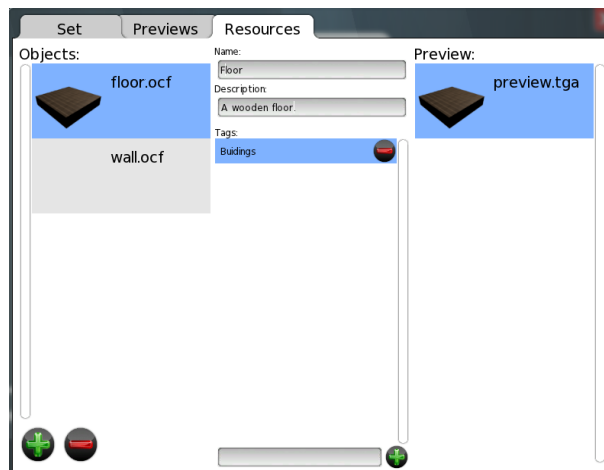 Set Previews Resources
Objects:
floor.ocf
wall.ocf
Name:
Floor
Description:
A wooden floor.
Tags:
Buidings
Preview:
preview.tga